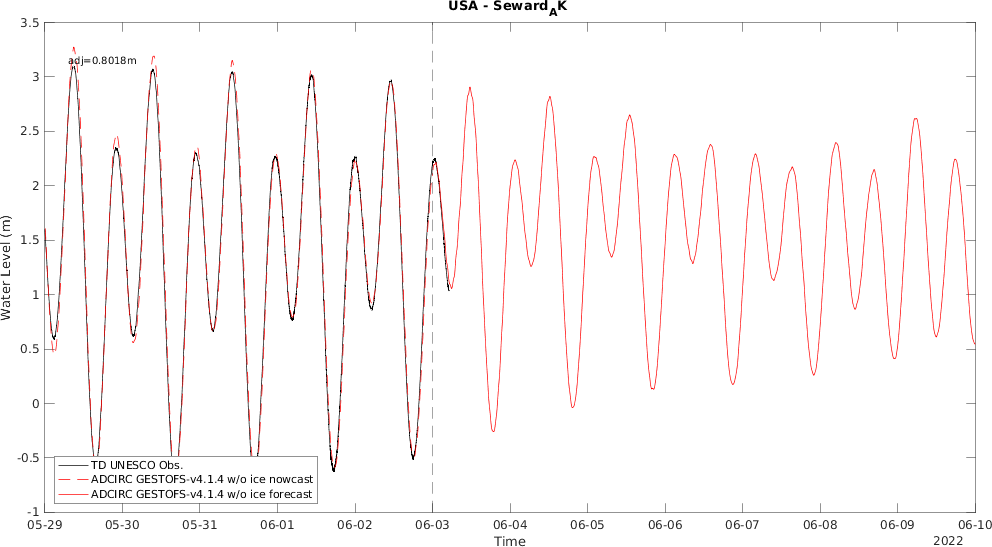 USA - Seward_AK
adj=0.8018m
Water Level (m)
3.5
3
2.5
2
1.5
1
0.5
0
-0.5
-1
TD UNESCO Obs.
ADCIRC GESTOFS-v4.1.4 w/o ice nowcast
ADCIRC GESTOFS-v4.1.4 w/o ice forecast
05-29 05-30 05-31 06-01 06-02 06-03 06-04 06-05 06-06 06-07 06-08 06-09 06-10
Time
2022